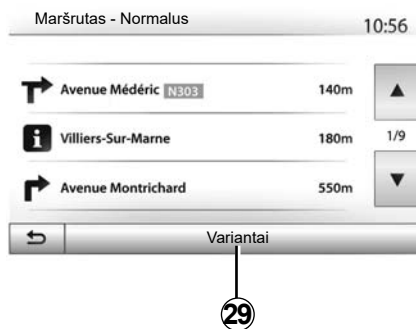 Maršrutas - Normalus 10:56
Avenue Médéric N303 140m
Villiers-Sur-Marne 180m 1/9
Avenue Montrichard 550m
Variantai
29